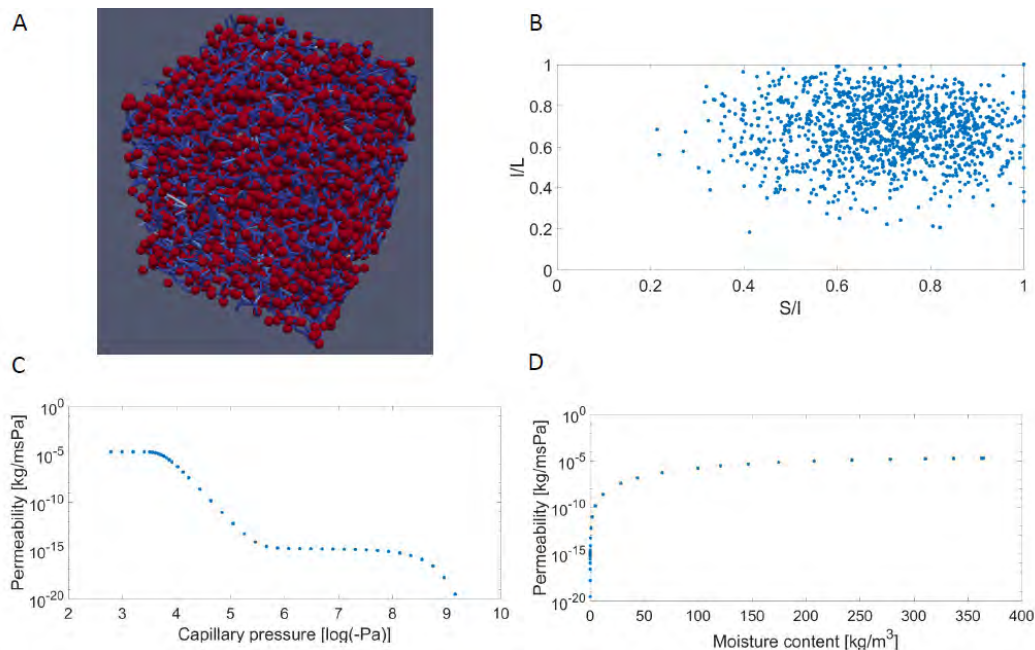 A
B
1
0.8
0.6
0.4
0.2
0
I/L
0 0.2 0.4 0.6 0.8 1
S/I
C
10^0
10^-5
10^-10
10^-15
10^-20
Permeability [kg/msPa]
2 3 4 5 6 7 8 9 10
Capillary pressure [log(-Pa)]
D
10^0
10^-5
10^-10
10^-15
10^-20
Permeability [kg/msPa]
0 50 100 150 200 250 300 350 400
Moisture content [kg/m^3]